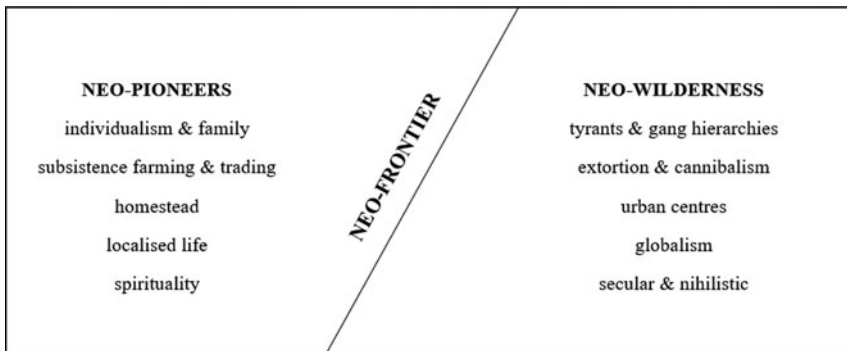 NEO-PIONEERS
individualism & family
subsistence farming & trading
homestead
localised life
spirituality
NEO-FRONTIER
NEO-WILDERNESS
tyrants & gang hierarchies
extortion & cannibalism
urban centres
globalism
secular & nihilistic